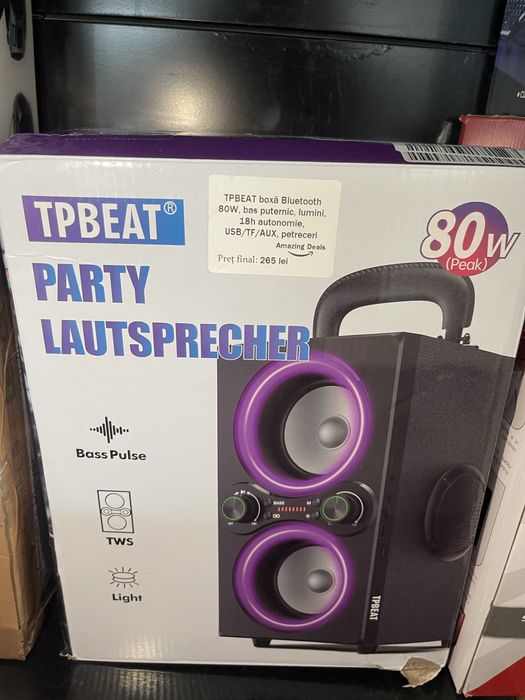 TPBEAT®
TPBEAT boxă Bluetooth
80W, bas puternic, lumini,
18h autonomie,
USB/TF/AUX, petreceri
Amazing Deals
Preț final: 265 lei
80W
(Peak)
PARTY
LAUTSPRECHER
BassPulse
TWS
Light
BASS
M
TPBEAT